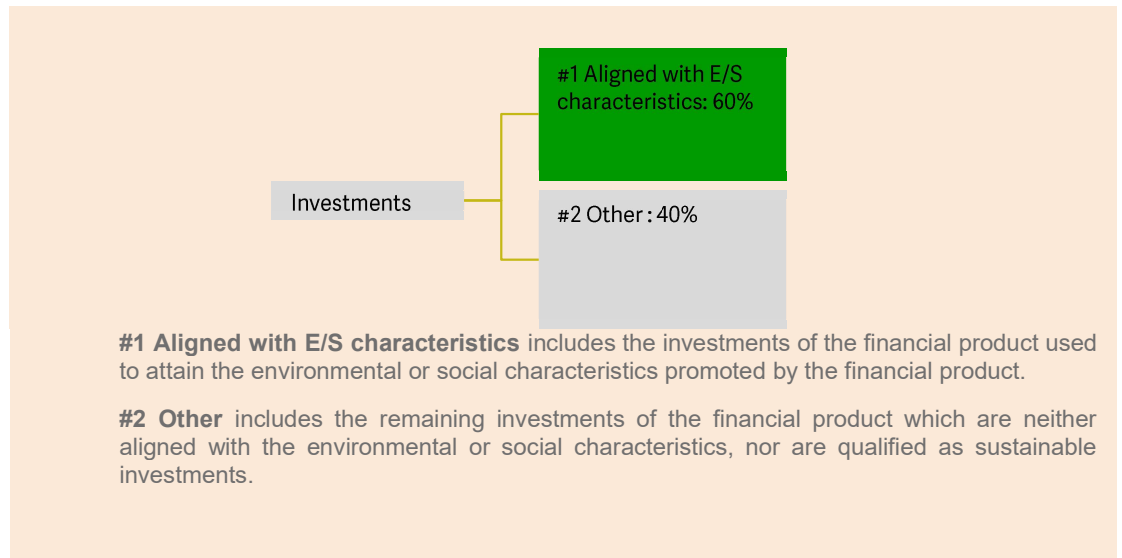 #1 Aligned with E/S
characteristics: 60%
Investments
#2 Other : 40%
#1 Aligned with E/S characteristics includes the investments of the financial product used
to attain the environmental or social characteristics promoted by the financial product.
#2 Other includes the remaining investments of the financial product which are neither
aligned with the environmental or social characteristics, nor are qualified as sustainable
investments.